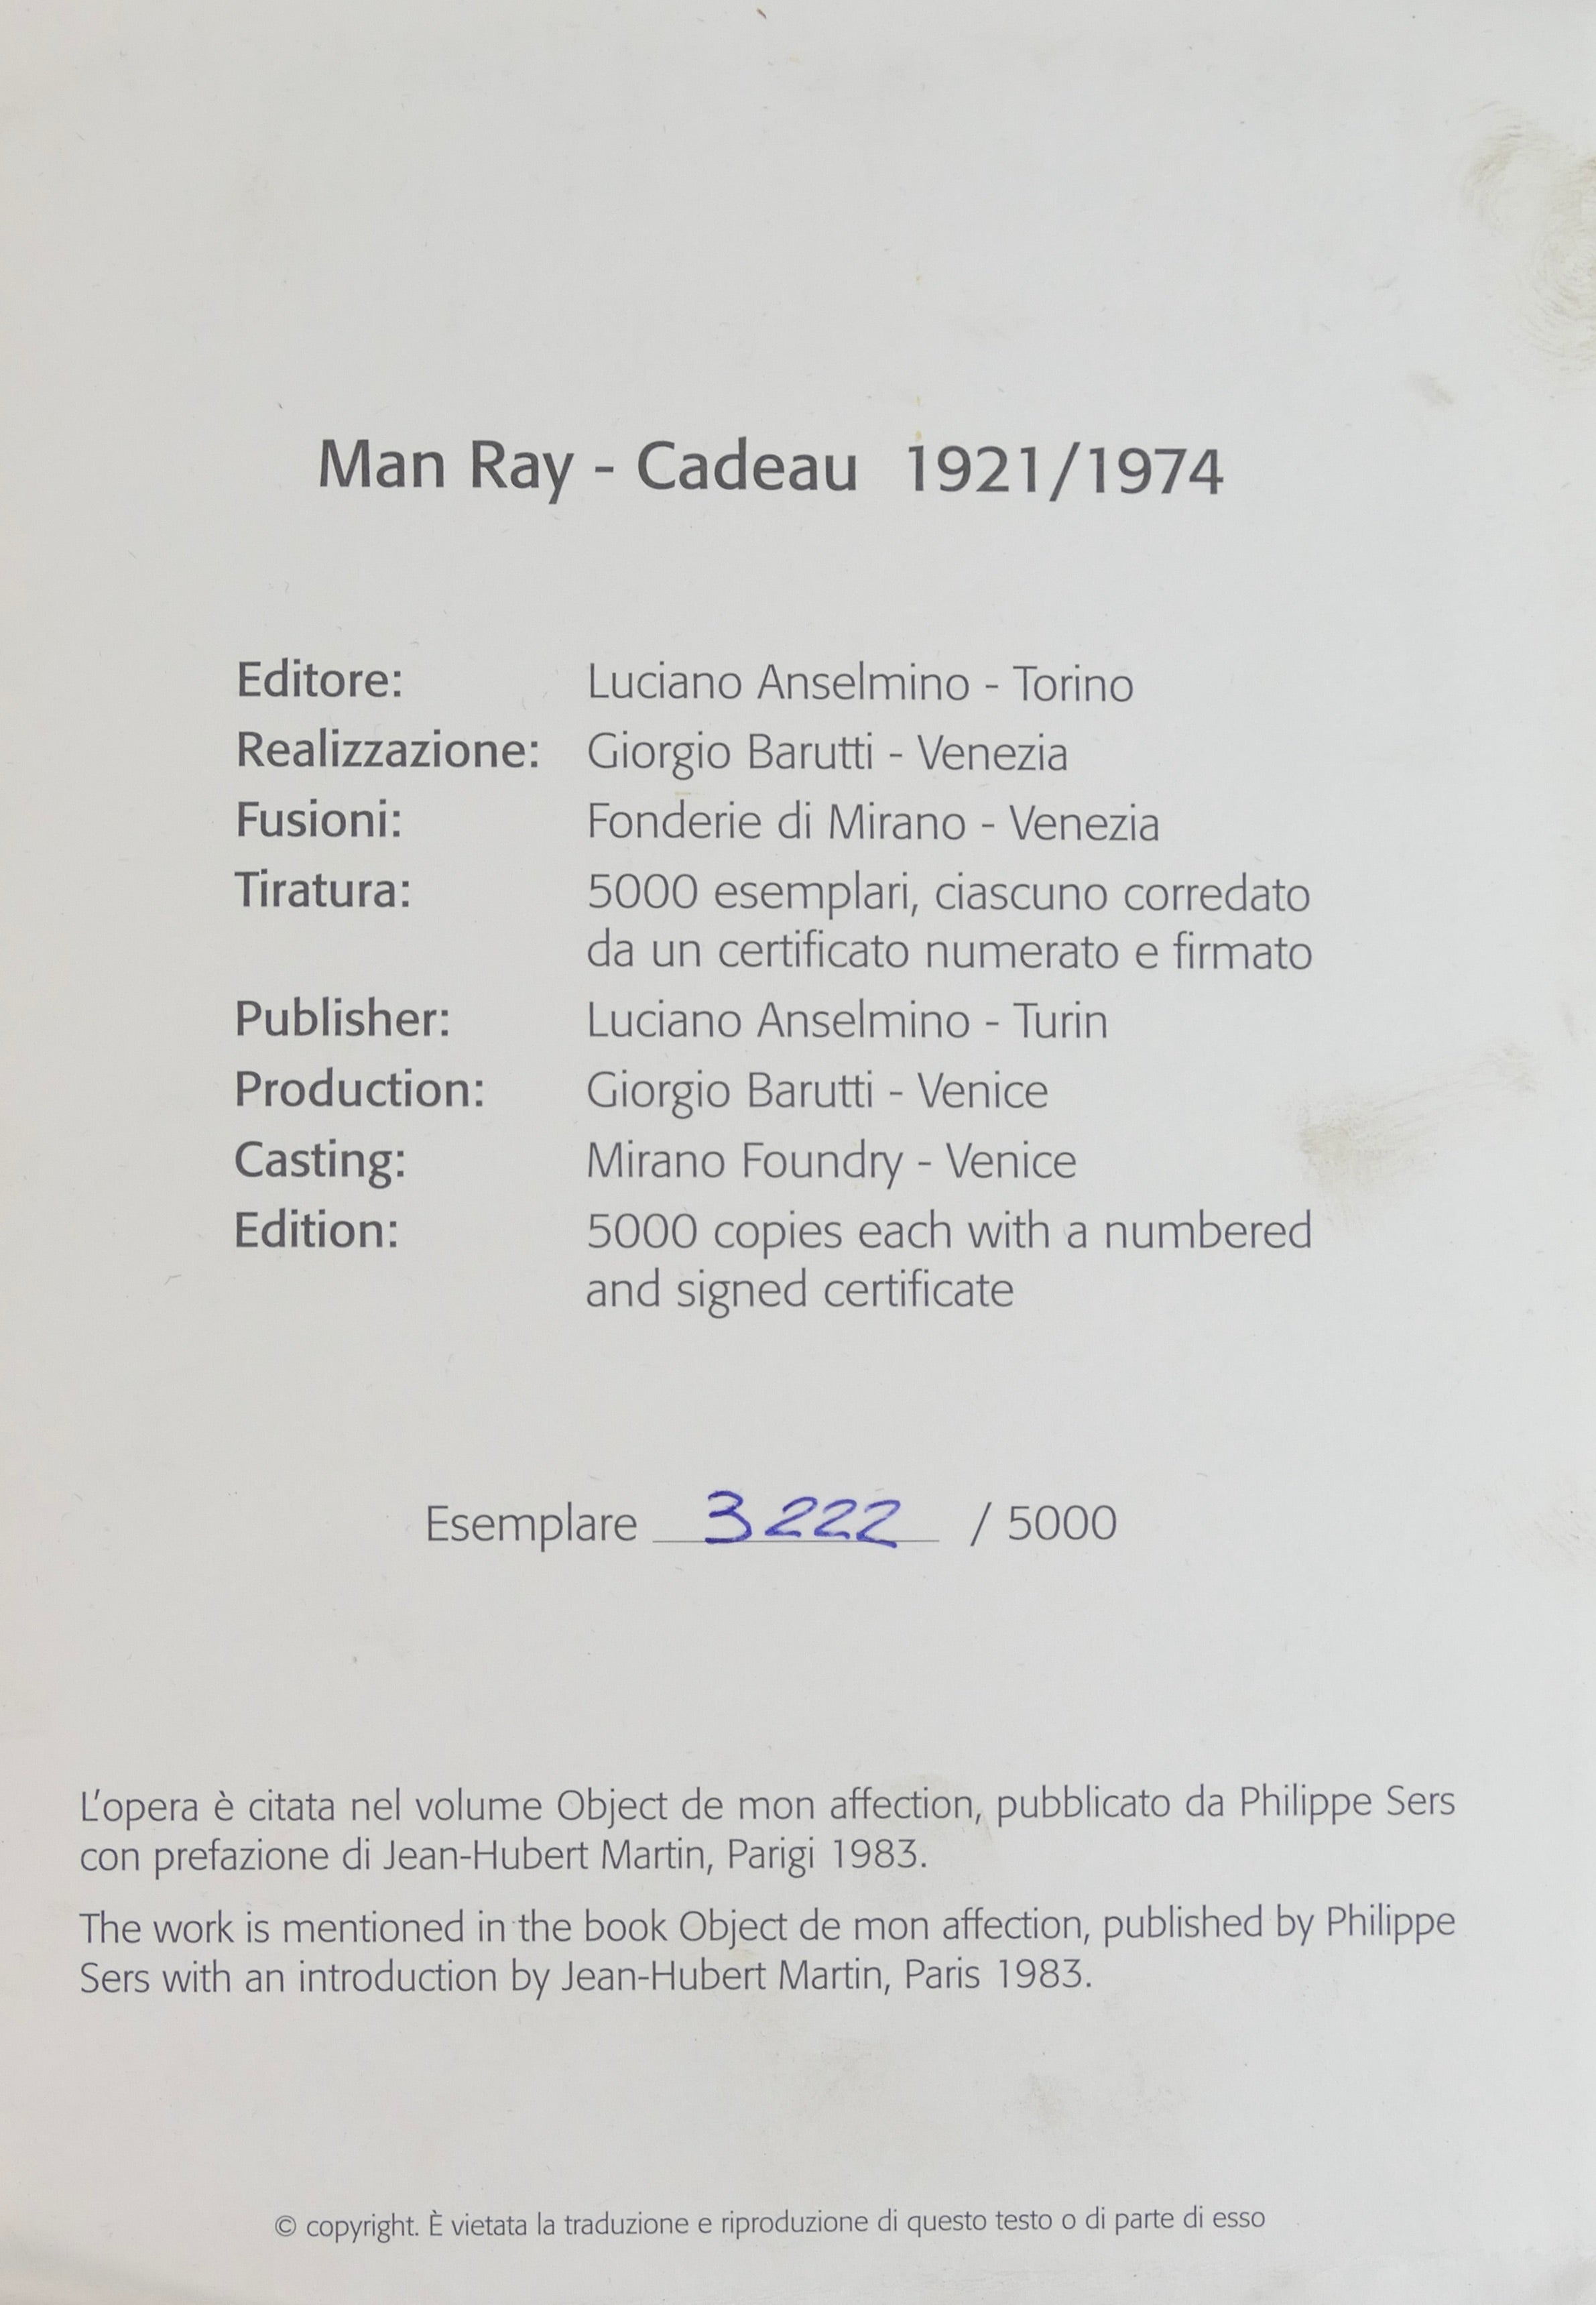 Man Ray - Cadeau 1921/1974
Editore: Luciano Anselmino - Torino
Realizzazione: Giorgio Barutti - Venezia
Fusioni: Fonderie di Mirano - Venezia
Tiratura: 5000 esemplari, ciascuno corredato
da un certificato numerato e firmato
Publisher: Luciano Anselmino - Turin
Production: Giorgio Barutti - Venice
Casting: Mirano Foundry - Venice
Edition: 5000 copies each with a numbered
and signed certificate
Esemplare 3222 / 5000
L'opera è citata nel volume Object de mon affection, pubblicato da Philippe Sers
con prefazione di Jean-Hubert Martin, Parigi 1983.
The work is mentioned in the book Object de mon affection, published by Philippe
Sers with an introduction by Jean-Hubert Martin, Paris 1983.
© copyright. È vietata la traduzione e riproduzione di questo testo o di parte di esso